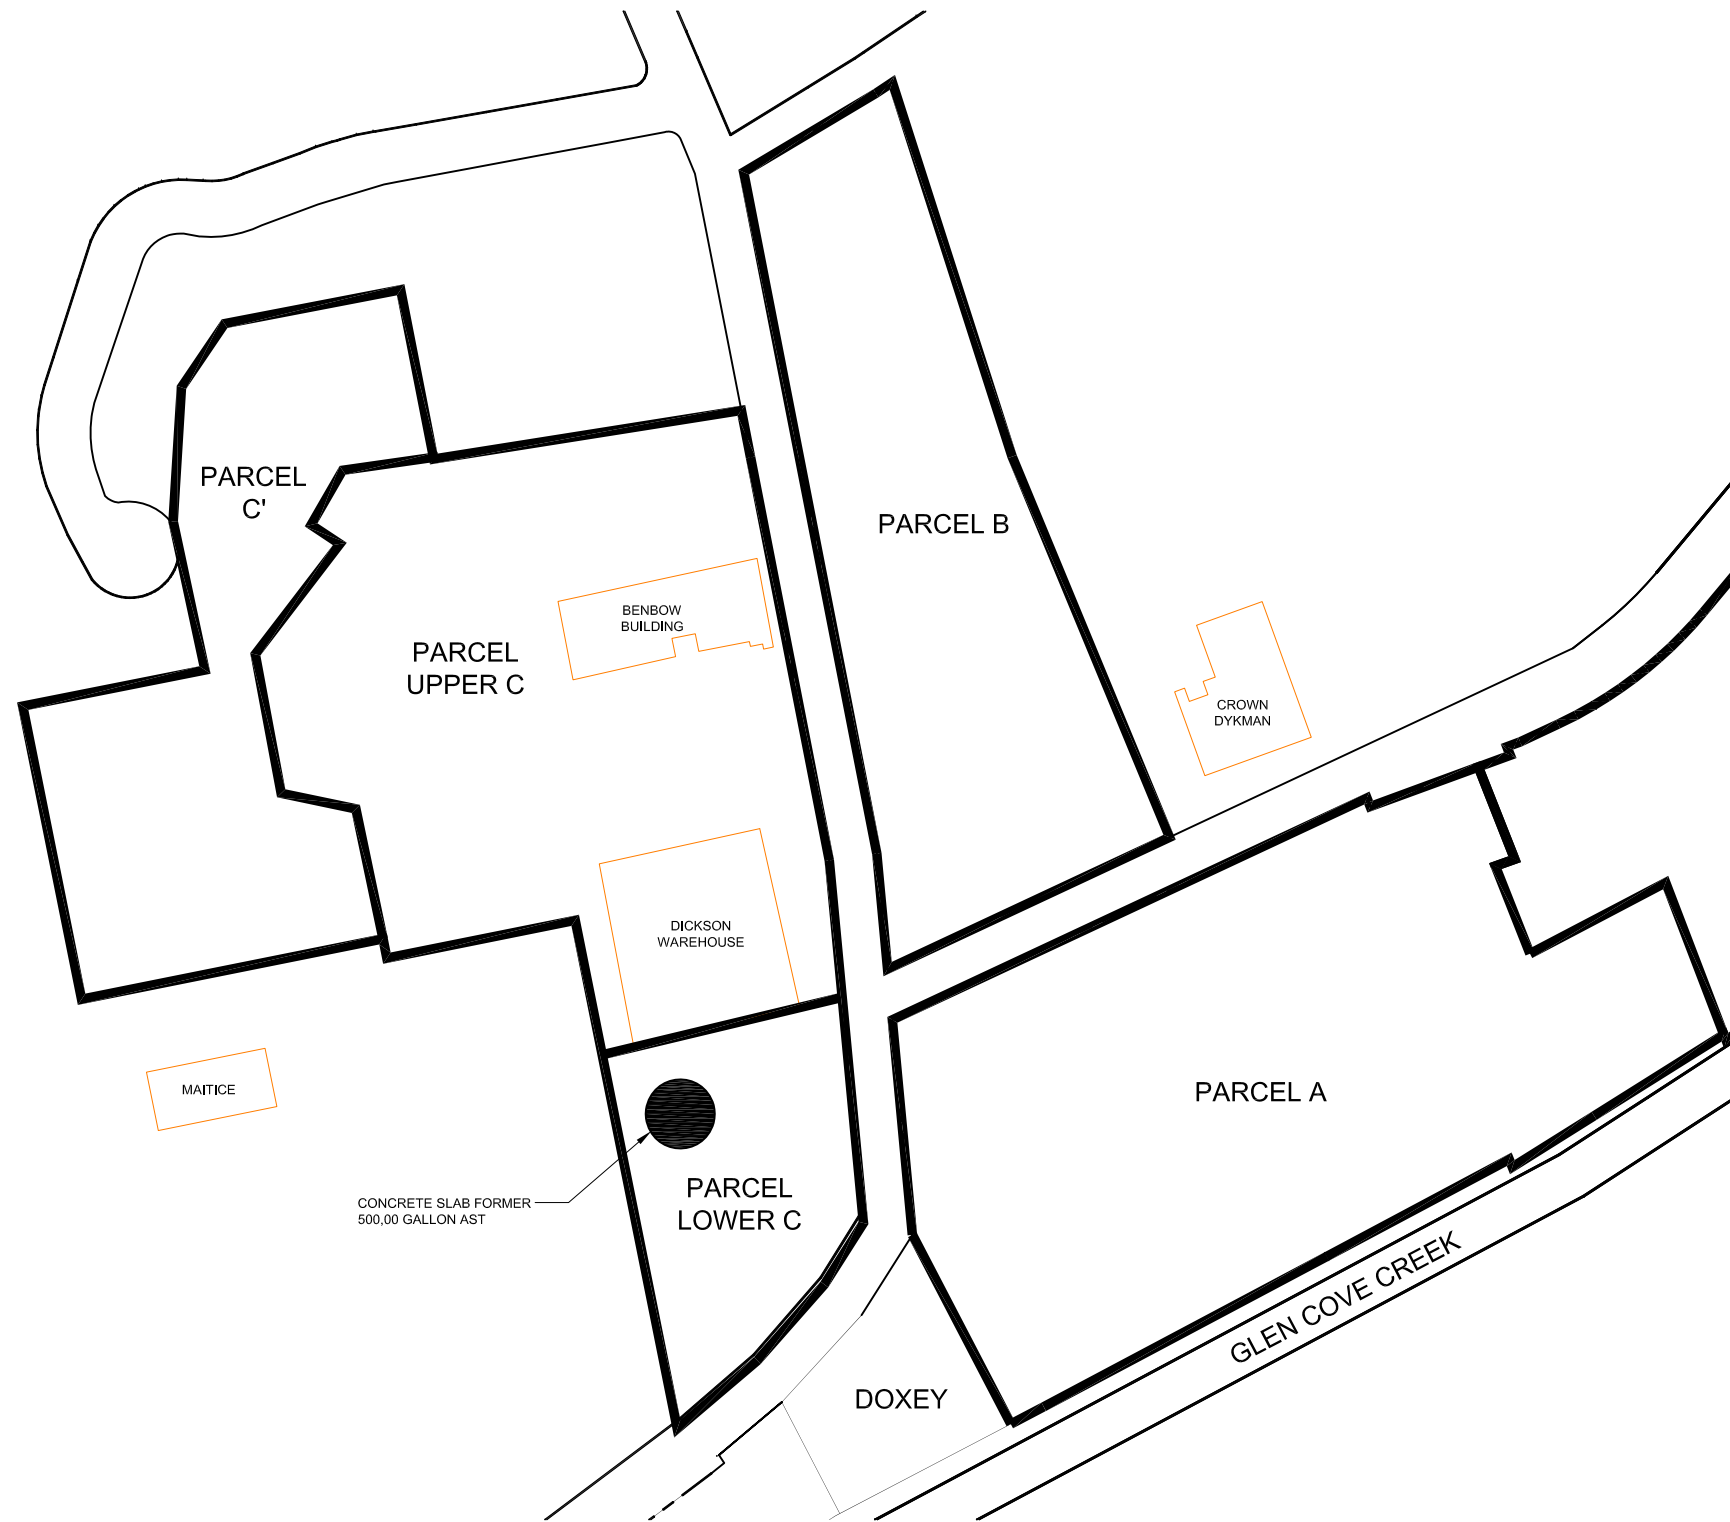 PARCEL
C'
PARCEL B
BENBOW
BUILDING
PARCEL
UPPER C
CROWN
DYKMAN
DICKSON
WAREHOUSE
MAITICE
PARCEL A
CONCRETE SLAB FORMER
500,00 GALLON AST
PARCEL
LOWER C
GLEN COVE CREEK
DOXEY